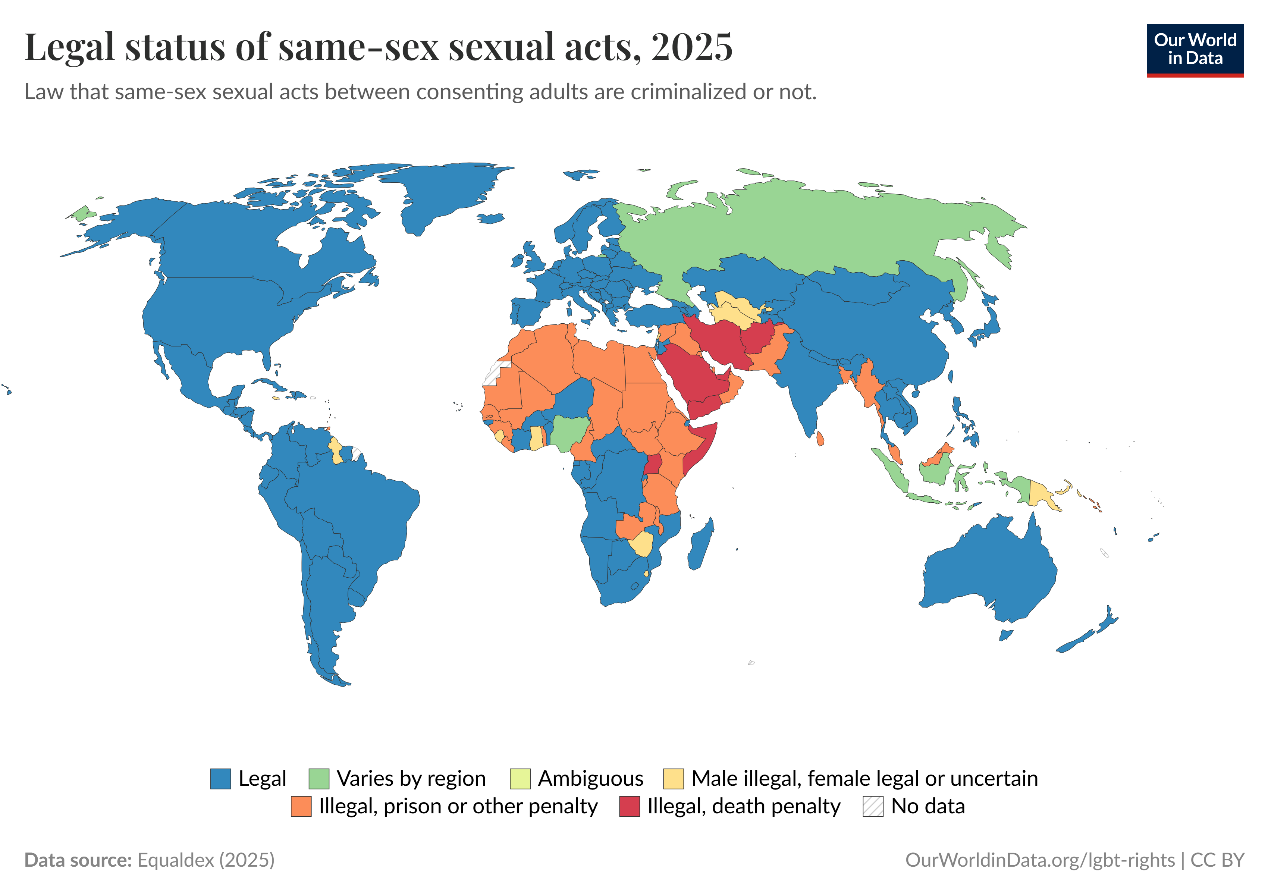 Legal status of same-sex sexual acts, 2025
Our World
in Data
Law that same-sex sexual acts between consenting adults are criminalized or not.
Legal
Varies by region
Ambiguous
Male illegal, female legal or uncertain
Illegal, prison or other penalty
Illegal, death penalty
No data
Data source: Equaldex (2025)
OurWorldinData.org/lgbt-rights | CC BY